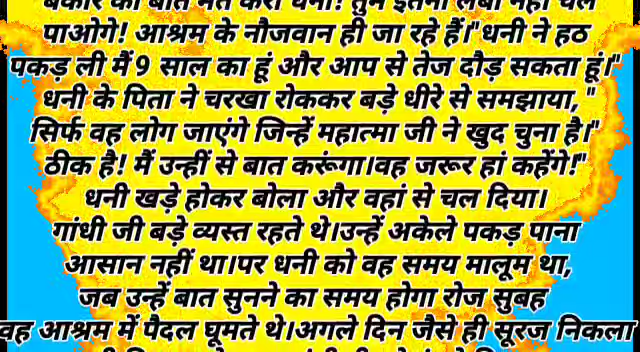 बेकार की बात मत करो धनी! तुम इतना लंबा नहीं चल
पाओगे! आश्रम के नौजवान ही जा रहे हैं।"धनी ने हठ
पकड़ ली मैं 9 साल का हूं और आप से तेज दौड़ सकता हूं।"
धनी के पिता ने चरखा रोककर बड़े धीरे से समझाया, "
सिर्फ वह लोग जाएंगे जिन्हें महात्मा जी ने खुद चुना है।"
ठीक है! मैं उन्हीं से बात करूंगा।वह जरूर हां कहेंगे!"
धनी खड़े होकर बोला और वहां से चल दिया।
गांधी जी बड़े व्यस्त रहते थे।उन्हें अकेले पकड़ पाना
आसान नहीं था।पर धनी को वह समय मालूम था,
जब उन्हें बात सुनने का समय होगा रोज सुबह
वह आश्रम में पैदल घूमते थे।अगले दिन जैसे ही सूरज निकला